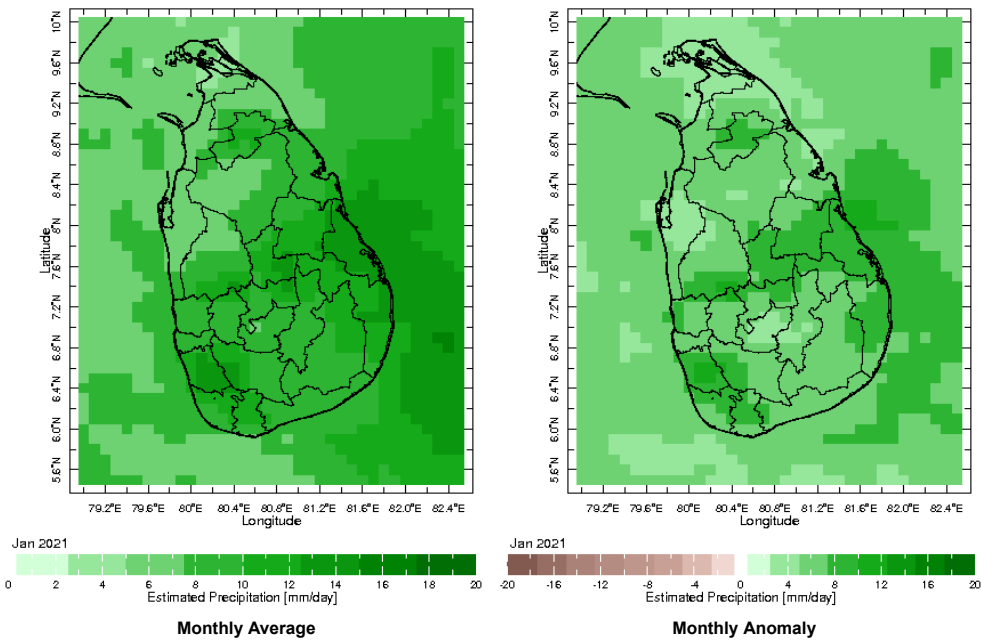 10°N
9.6°N
9.2°N
8.8°N
8.4°N
8°N
7.6°N
7.2°N
6.8°N
6.4°N
6.0°N
5.6°N
Latitude
79.2°E 79.6°E 80°E 80.4°E 80.8°E 81.2°E 81.6°E 82.0°E 82.4°E
Longitude
Jan 2021
0 2 4 6 8 10 12 14 16 18 20
Estimated Precipitation [mm/day]
Monthly Average
10°N
9.6°N
9.2°N
8.8°N
8.4°N
8°N
7.6°N
7.2°N
6.8°N
6.4°N
6.0°N
5.6°N
Latitude
79.2°E 79.6°E 80°E 80.4°E 80.8°E 81.2°E 81.6°E 82.0°E 82.4°E
Longitude
Jan 2021
-20 -16 -12 -8 -4 0 4 8 12 16 20
Estimated Precipitation [mm/day]
Monthly Anomaly